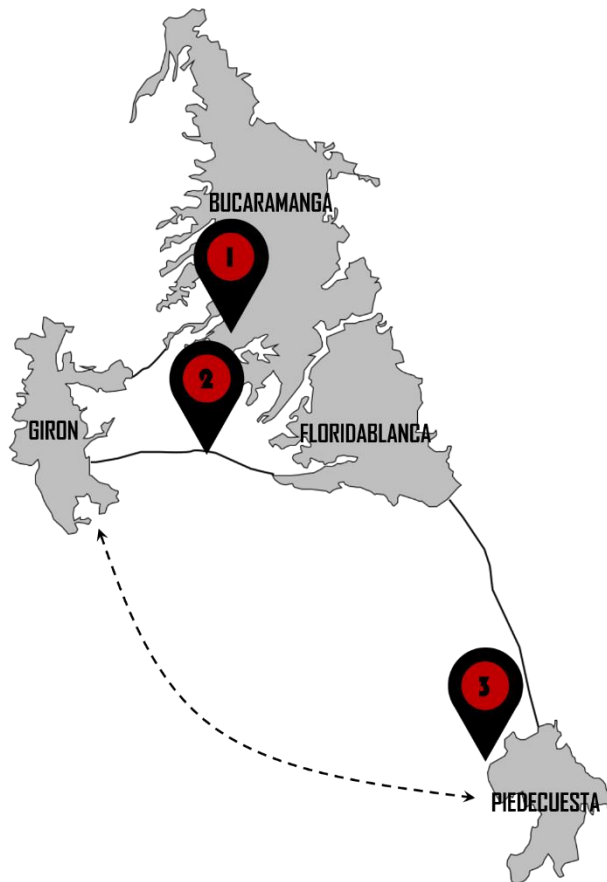 BUCARAMANGA
1
2
GIRON
FLORIDABLANCA
3
PIEDECUESTA